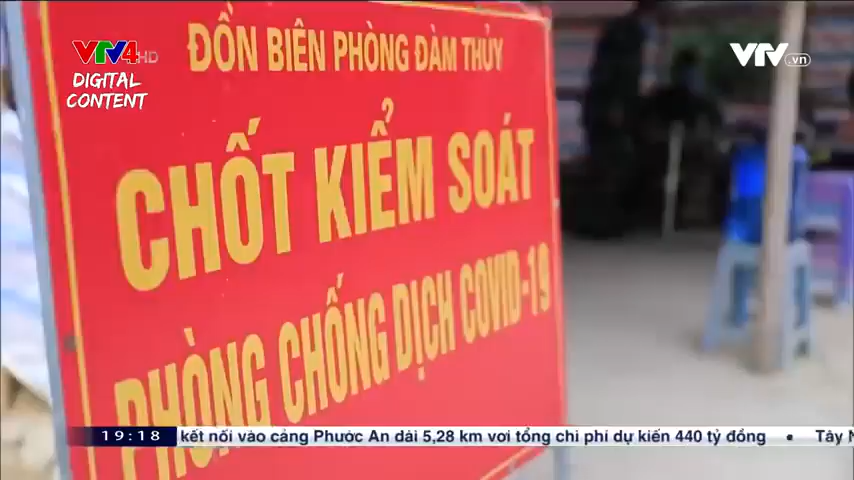 VTV4HD
DIGITAL
CONTENT
VTV.vn
ĐỒN BIÊN PHÒNG ĐÀM THỦY
CHỐT KIỂM SOÁT
PHÒNG CHỐNG DỊCH COVID-19
19:18 kết nối vào cảng Phước An dài 5,28 km với tổng chi phí dự kiến 440 tỷ đồng • Tây